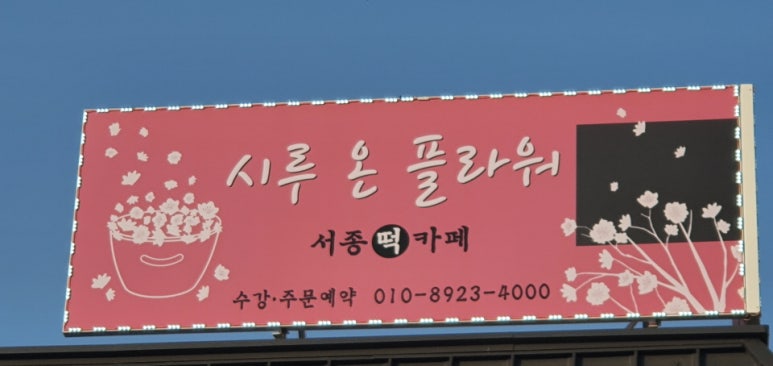 시루 온 플라워
서종떡카페
수강·주문예약 010-8923-4000